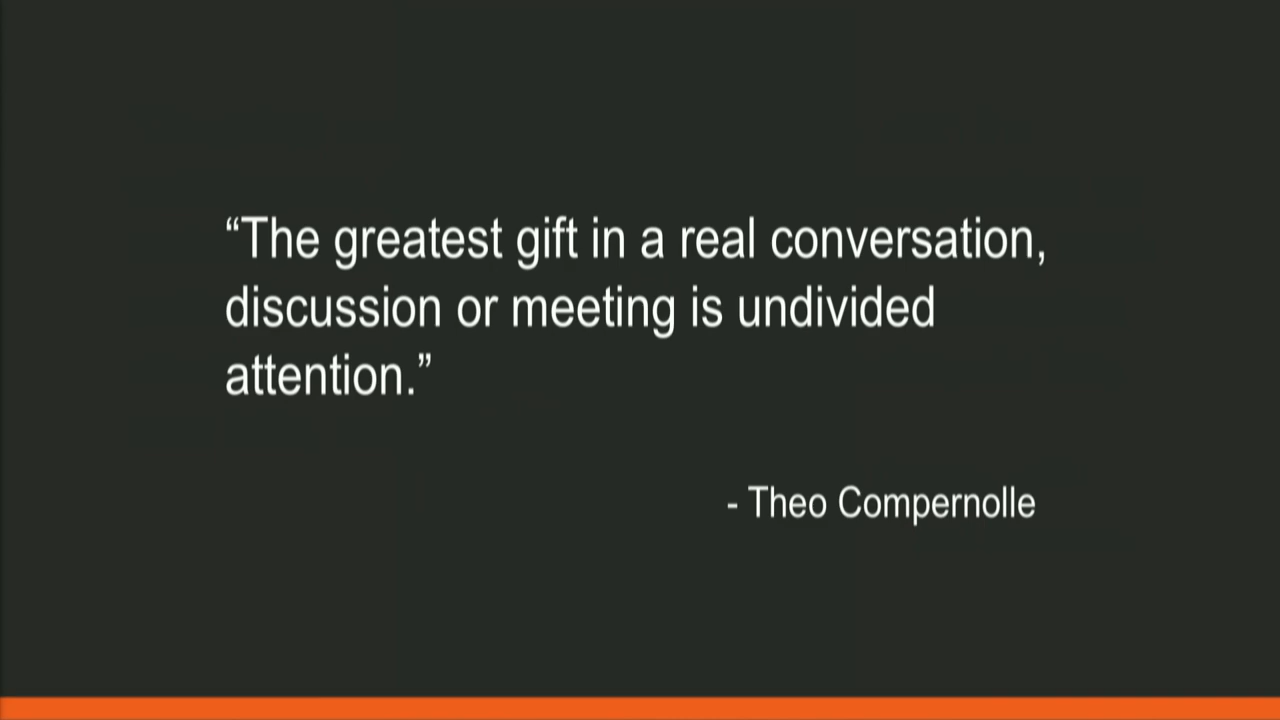 “The greatest gift in a real conversation,
discussion or meeting is undivided
attention.”
- Theo Compernolle